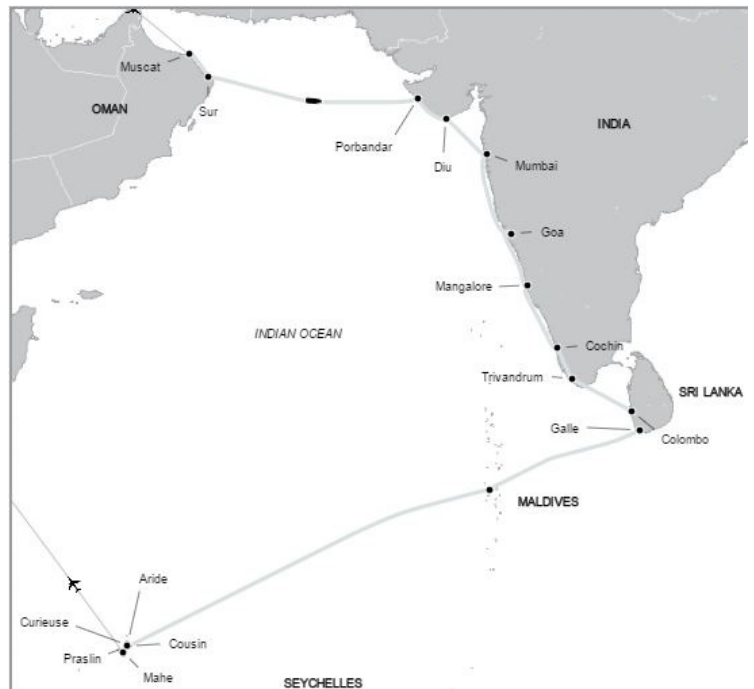 Muscat
OMAN
Sur
Porbandar
Diu
INDIA
Mumbai
Goa
Mangalore
INDIAN OCEAN
Cochin
Trivandrum
SRI LANKA
Galle
Colombo
MALDIVES
Aride
Curieuse
Cousin
Praslin
Mahe
SEYCHELLES